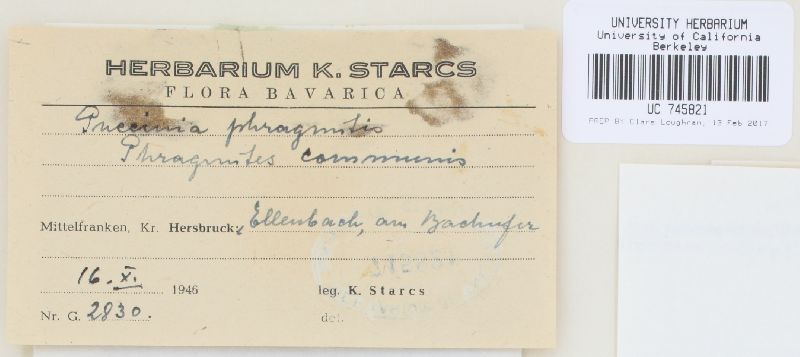 HERBARIUM K. STARCS
FLORA BAVARICA
Puccinia phragmitis
Phragmites communis
Mittelfranken, Kr. Hersbruck, Ellenbach, am Bachufer
16. X. 1946
leg. K. Starcs
Nr. G. 2830.
det.
UNIVERSITY HERBARIUM
University of California
Berkeley
UC 745821
PREP BY Clare Loughran, 13 Feb 2017